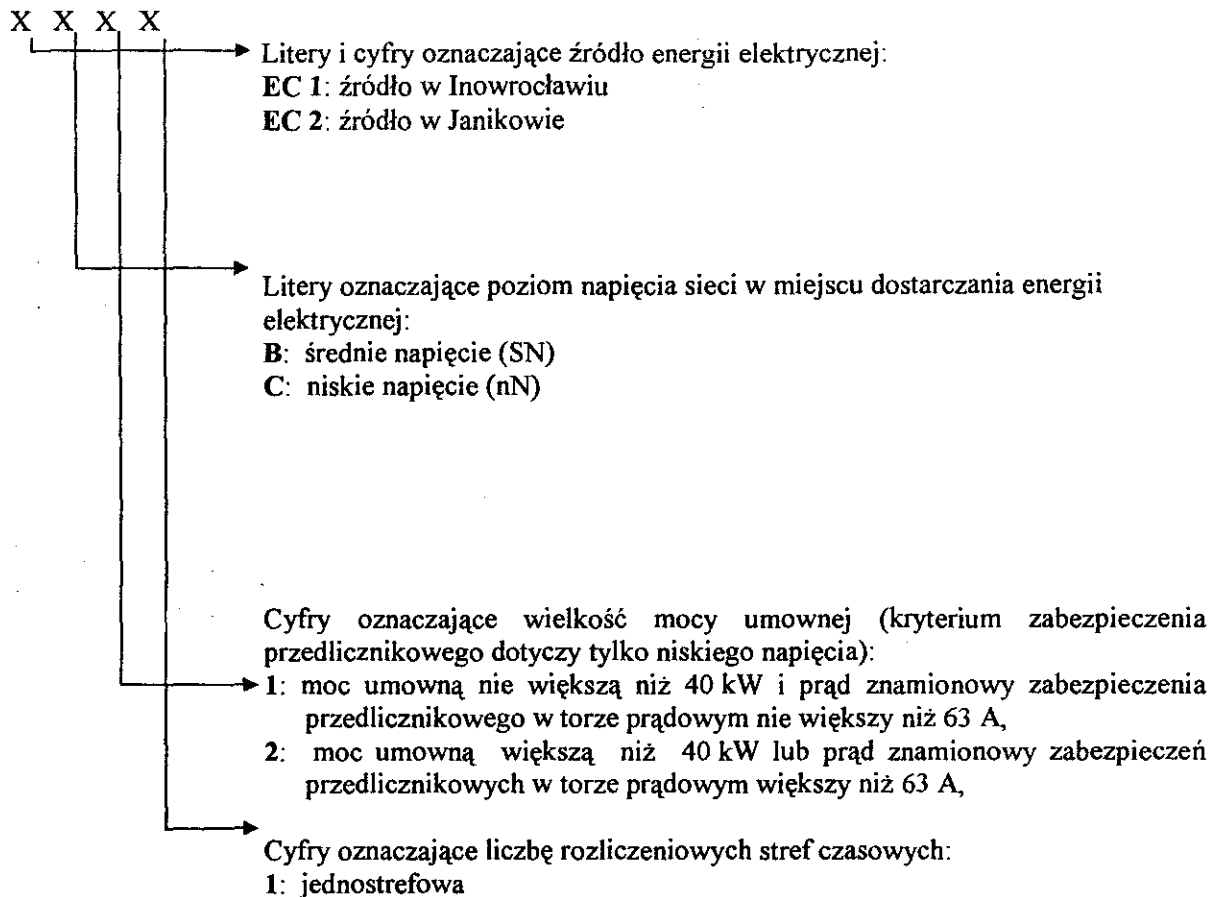 X X X X
Litery i cyfry oznaczające źródło energii elektrycznej:
EC 1: źródło w Inowrocławiu
EC 2: źródło w Janikowie
Litery oznaczające poziom napięcia sieci w miejscu dostarczania energii
elektrycznej:
B: średnie napięcie (SN)
C: niskie napięcie (nN)
Cyfry oznaczające wielkość mocy umownej (kryterium zabezpieczenia
przedlicznikowego dotyczy tylko niskiego napięcia):
1: moc umowną nie większą niż 40 kW i prąd znamionowy zabezpieczenia
przedlicznikowego w torze prądowym nie większy niż 63 A,
2: moc umowną większą niż 40 kW lub prąd znamionowy zabezpieczeń
przedlicznikowych w torze prądowym większy niż 63 A,
Cyfry oznaczające liczbę rozliczeniowych stref czasowych:
1: jednostrefowa